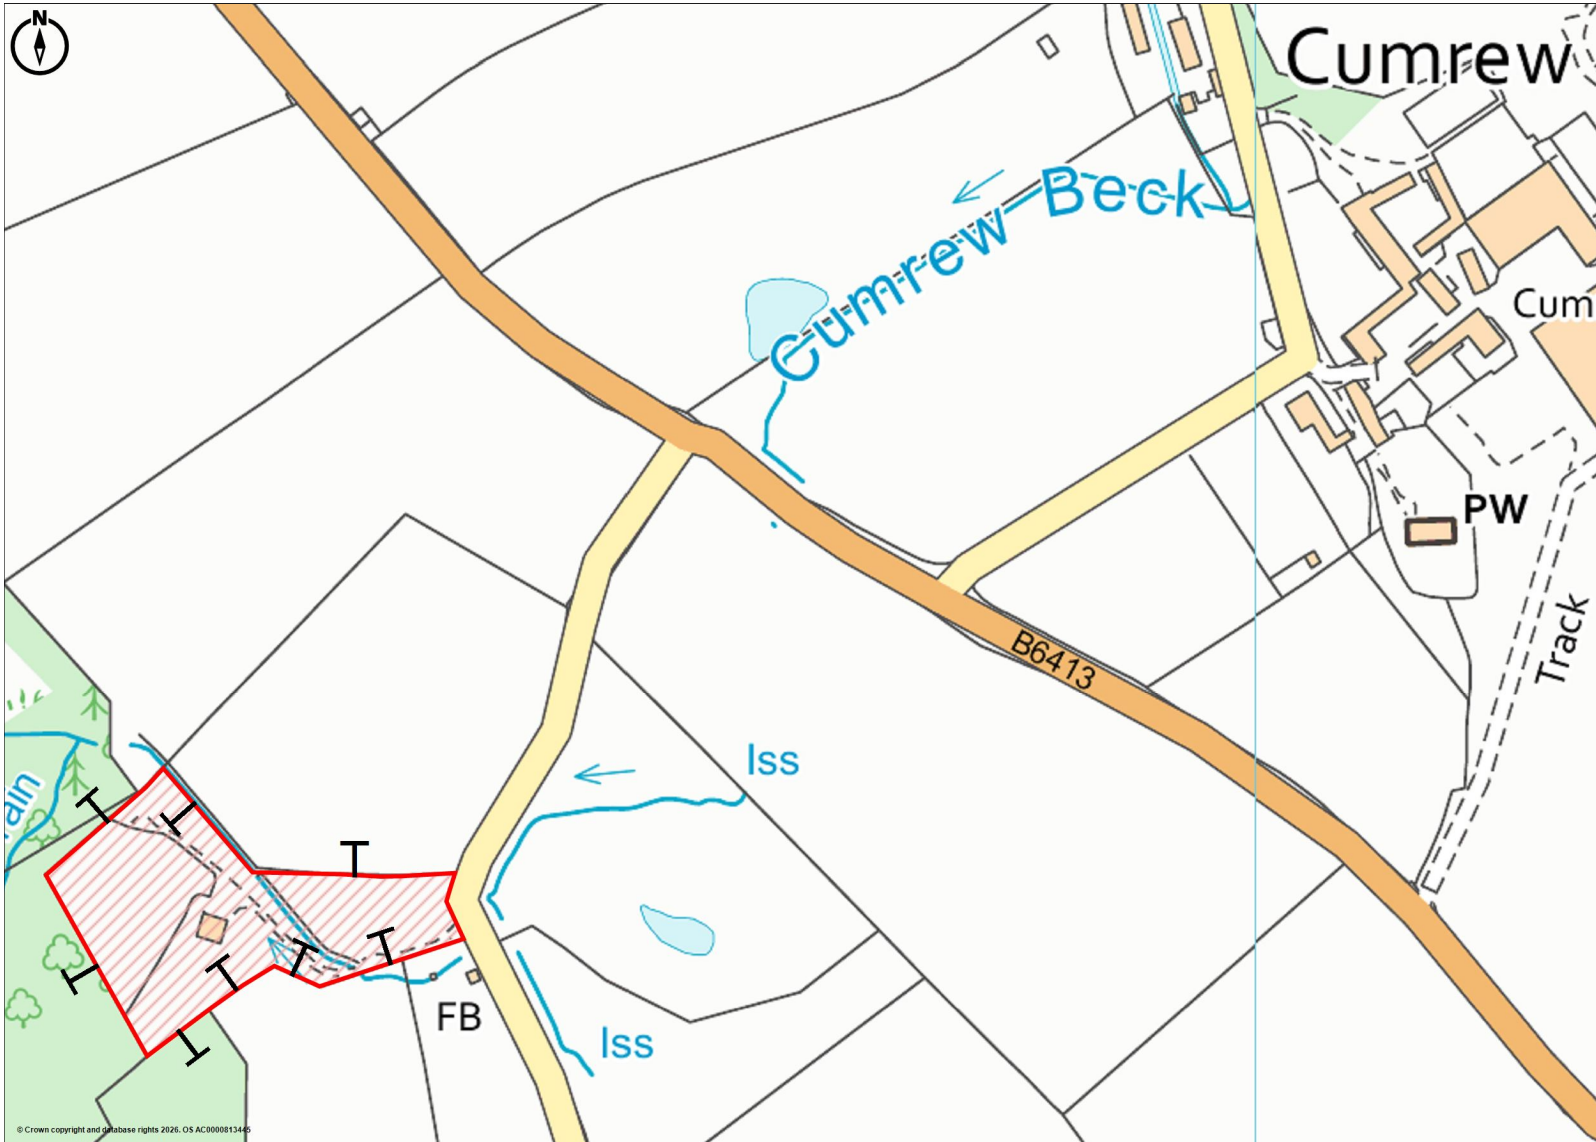 N
Cumrew
Cumrew Beck
Cum
PW
B6413
Track
Iss
ain
FB
Iss
© Crown copyright and database rights 2026. OS AC0000813445